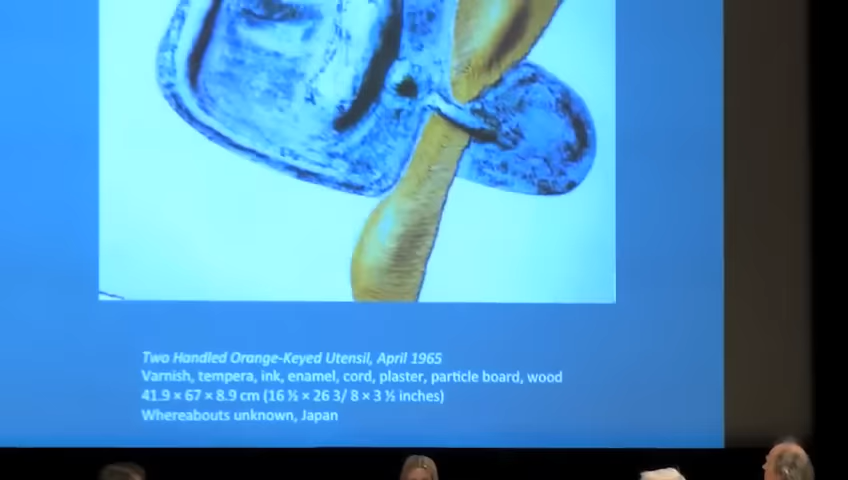 Two Handled Orange-Keyed Utensil, April 1965
Varnish, tempera, ink, enamel, cord, plaster, particle board, wood
41.9 × 67 × 8.9 cm (16 ½ × 26 3/ 8 × 3 ½ inches)
Whereabouts unknown, Japan